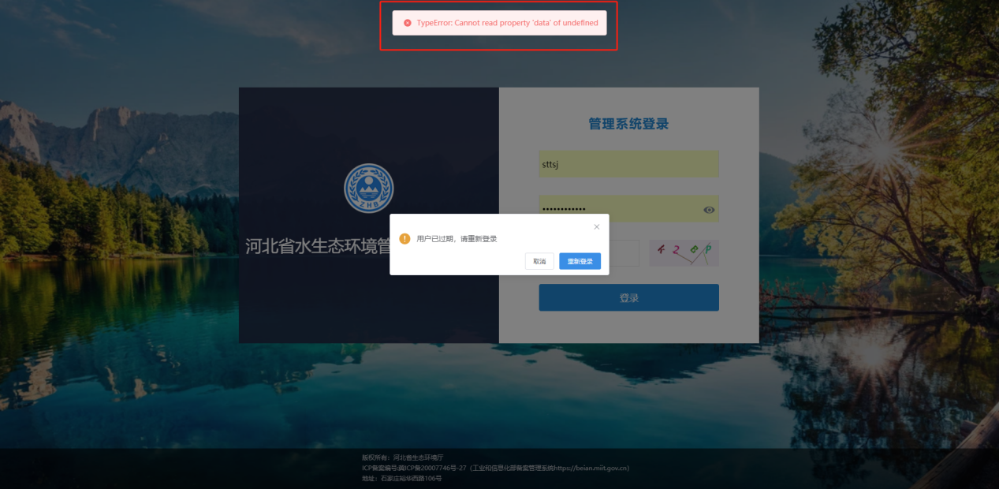 TypeError: Cannot read property 'data' of undefined
管理系统登录
sttsj
ZHB
河北省水生态环境管
用户已过期，请重新登录
取消
重新登录
登录
版权所有：河北省生态环境厅
ICP备案编号:冀ICP备20007746号-27（工业和信息化部备案管理系统https://beian.miit.gov.cn）
地址：石家庄裕华西路106号